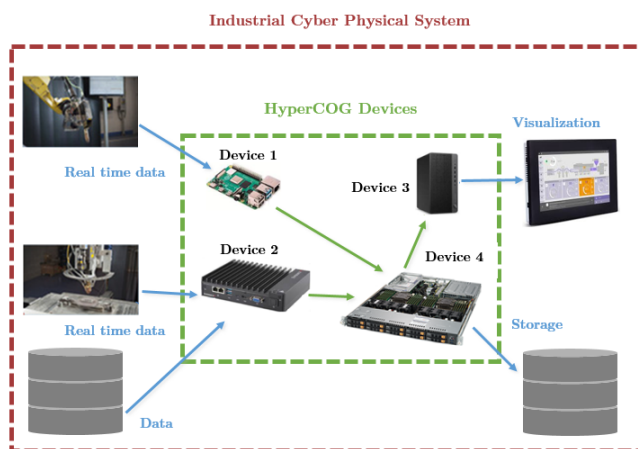 Industrial Cyber Physical System
HyperCOG Devices
Visualization
Device 1
Real time data
Device 3
Device 2
Device 4
Real time data
Storage
Data